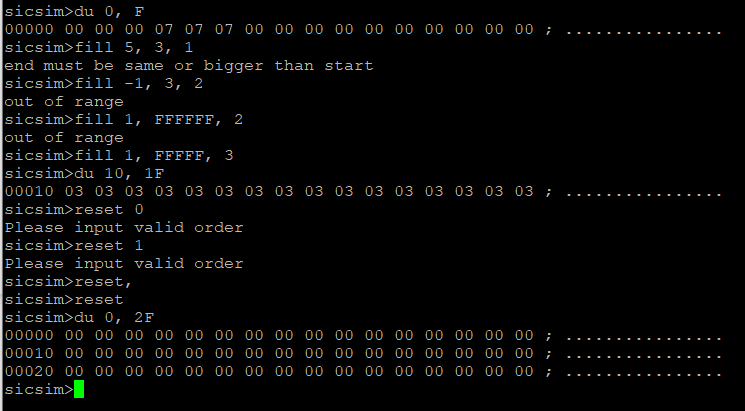 sicsim>du 0, F
00000 00 00 00 07 07 07 00 00 00 00 00 00 00 00 00 00 ; ................
sicsim>fill 5, 3, 1
end must be same or bigger than start
sicsim>fill -1, 3, 2
out of range
sicsim>fill 1, FFFFFF, 2
out of range
sicsim>fill 1, FFFFF, 3
sicsim>du 10, 1F
00010 03 03 03 03 03 03 03 03 03 03 03 03 03 03 03 03 ; ................
sicsim>reset 0
Please input valid order
sicsim>reset 1
Please input valid order
sicsim>reset,
sicsim>reset
sicsim>du 0, 2F
00000 00 00 00 00 00 00 00 00 00 00 00 00 00 00 00 00 ; ................
00010 00 00 00 00 00 00 00 00 00 00 00 00 00 00 00 00 ; ................
00020 00 00 00 00 00 00 00 00 00 00 00 00 00 00 00 00 ; ................
sicsim>